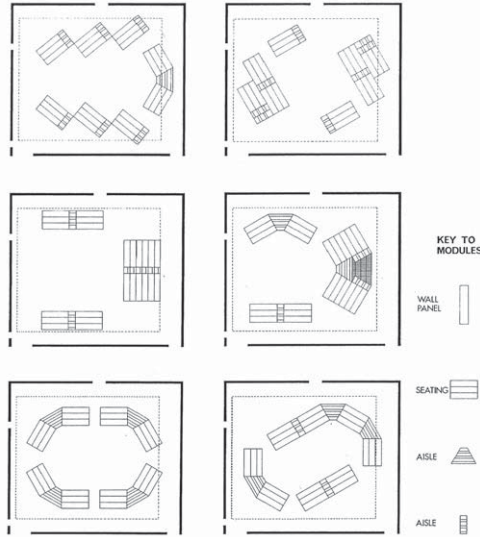 KEY TO
MODULES
WALL
PANEL
SEATING
AISLE
AISLE